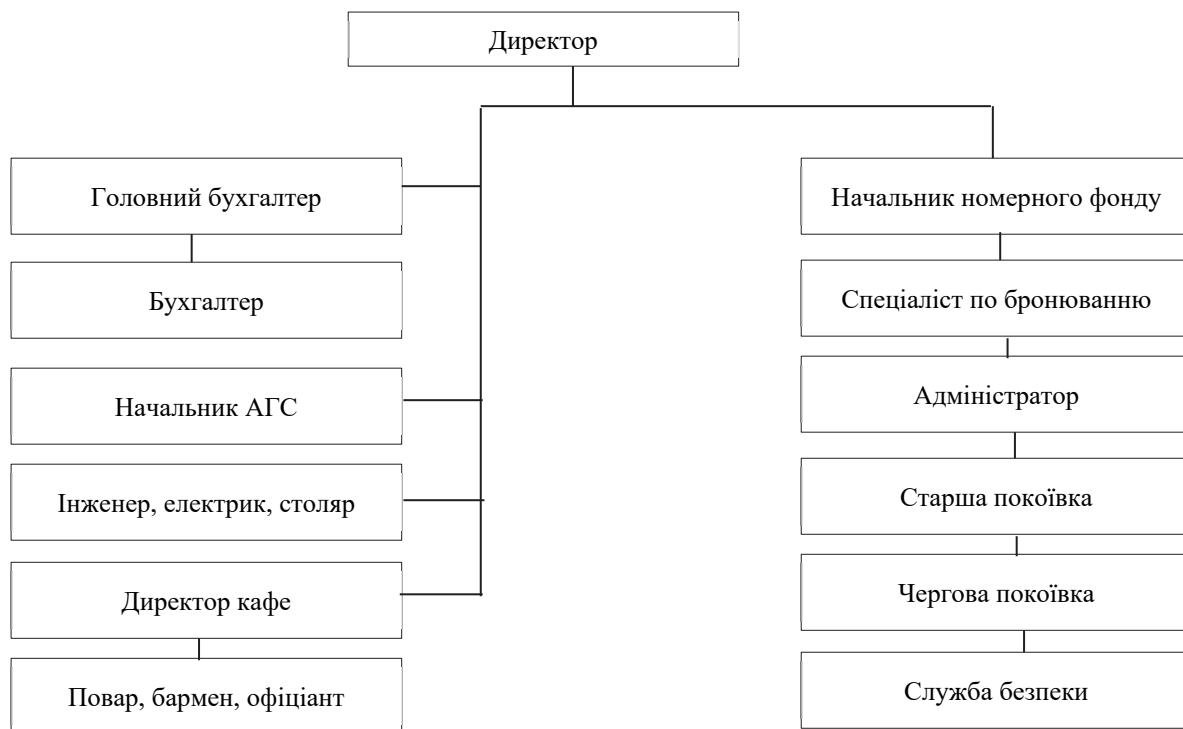 Директор
Головний бухгалтер
Бухгалтер
Начальник АГС
Інженер, електрик, столяр
Директор кафе
Повар, бармен, офіціант
Начальник номерного фонду
Спеціаліст по бронюванню
Адміністратор
Старша покоївка
Чергова покоївка
Служба безпеки